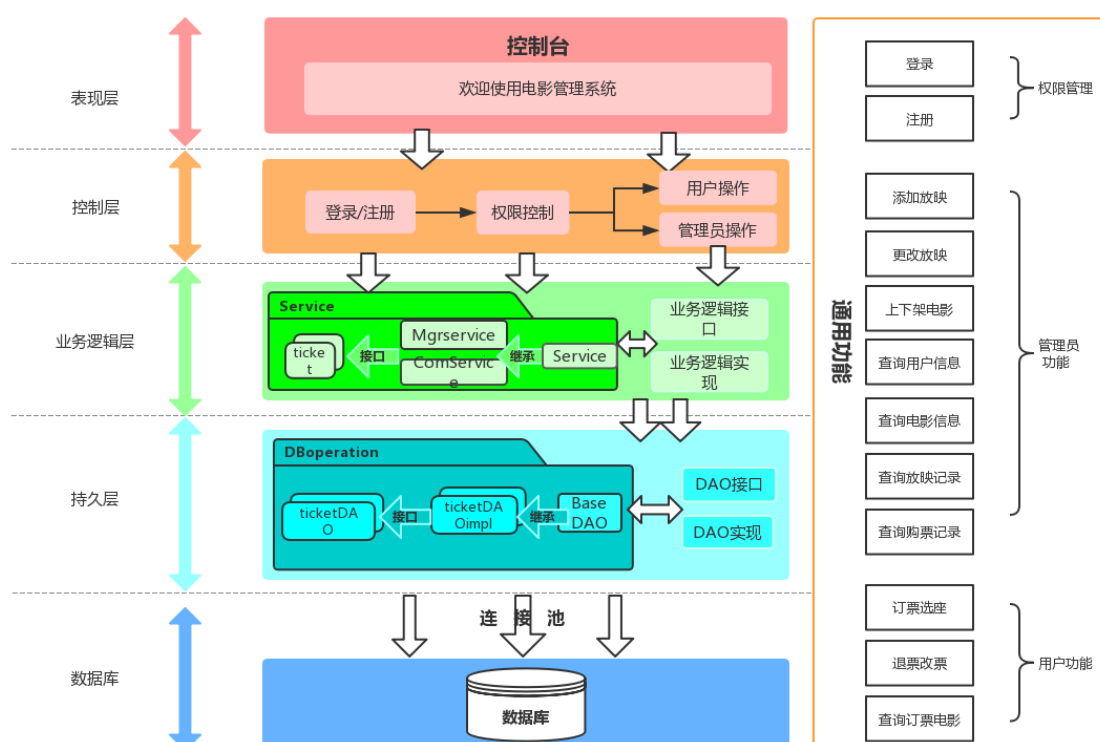 控制台
欢迎使用电影管理系统
表现层
控制层
登录/注册
权限控制
用户操作
管理员操作
业务逻辑层
Service
ticke
t
接口
Mgrservice
ComServic
e
继承
Service
业务逻辑接
口
业务逻辑实
现
持久层
DBoperation
ticketDA
O
接口
ticketDA
OimpI
继承
Base
DAO
DAO接口
DAO实现
连 接 池
数据库
数据库
通用功能
登录
注册
权限管理
添加放映
更改放映
上下架电影
查询用户信息
查询电影信息
查询放映记录
查询购票记录
管理员
功能
订票选座
退票改票
查询订票电影
用户功能